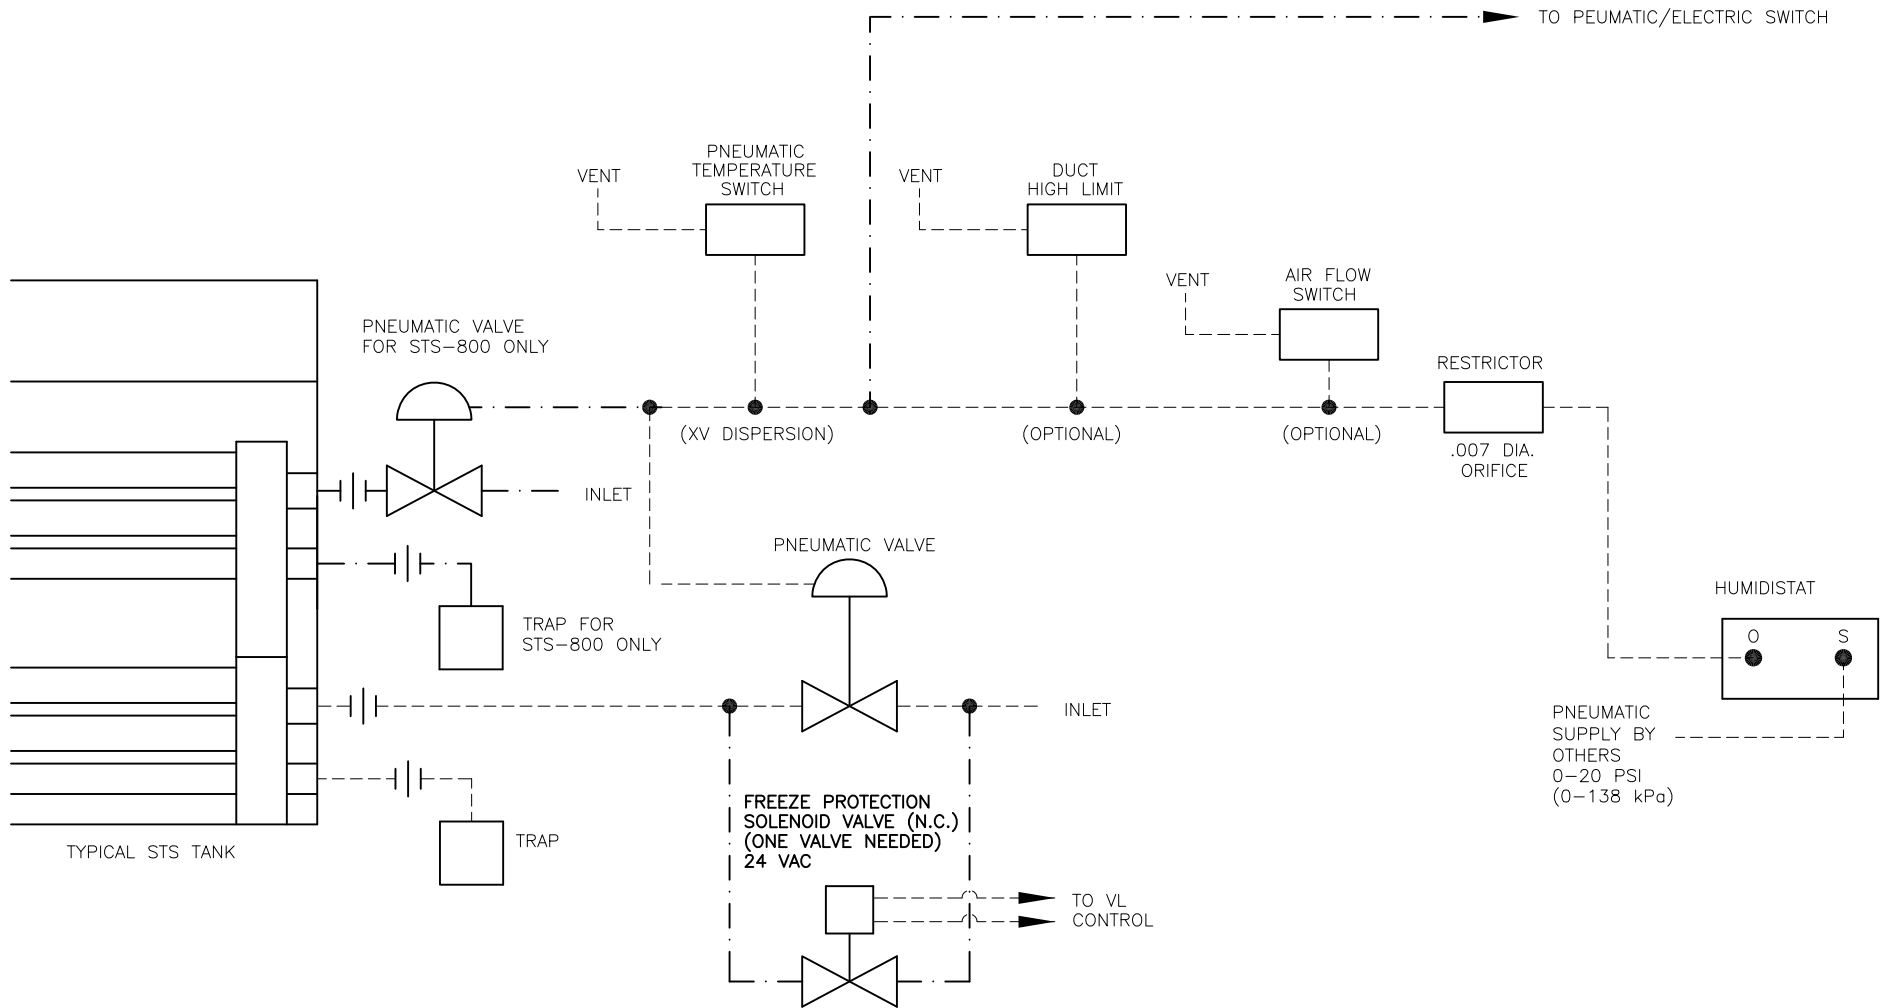 TO PEUMATIC/ELECTRIC SWITCH
PNEUMATIC
TEMPERATURE
SWITCH
VENT
VENT
DUCT
HIGH LIMIT
VENT
AIR FLOW
SWITCH
PNEUMATIC VALVE
FOR STS-800 ONLY
RESTRICTOR
(XV DISPERSION)
(OPTIONAL)
(OPTIONAL)
.007 DIA.
ORIFICE
INLET
PNEUMATIC VALVE
HUMIDISTAT
O
S
TRAP FOR
STS-800 ONLY
INLET
PNEUMATIC
SUPPLY BY
OTHERS
0-20 PSI
(0-138 kPa)
FREEZE PROTECTION
SOLENOID VALVE (N.C.)
(ONE VALVE NEEDED)
24 VAC
TRAP
TYPICAL STS TANK
TO VL
CONTROL